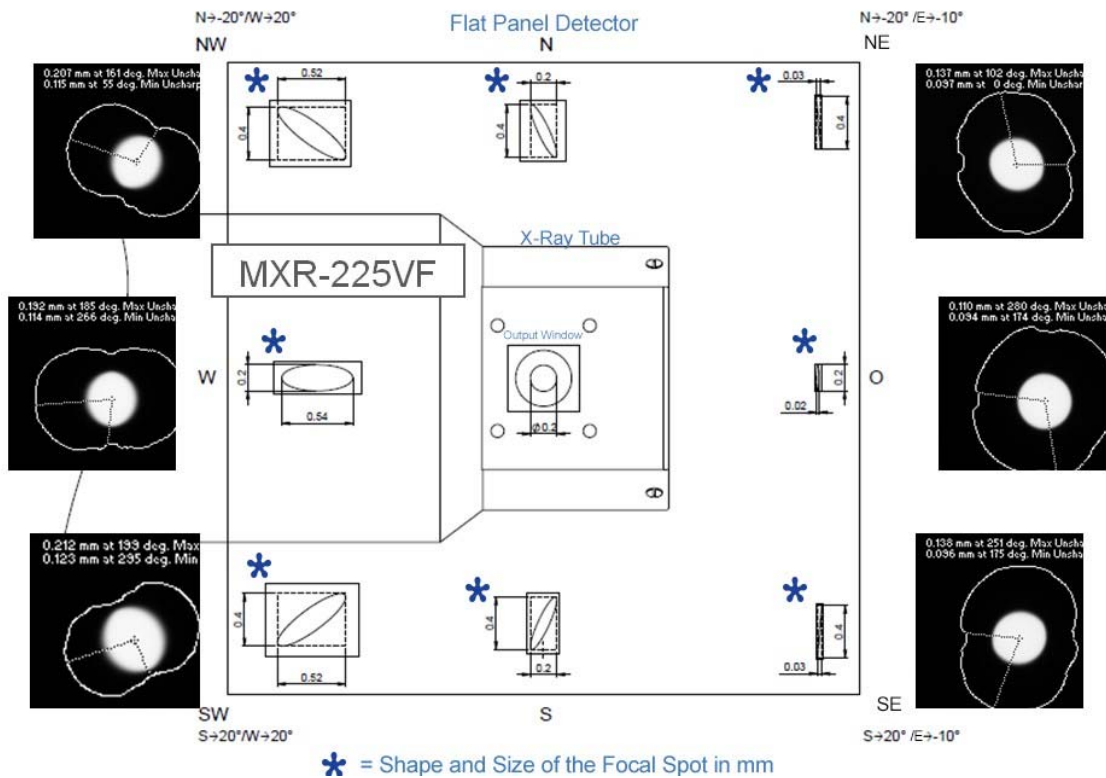 N→-20°/W→20°
Flat Panel Detector
N→-20° /E→-10°
NW
N
NE
0.207 mm at 161 deg. Max Unsha
0.115 mm at 55 deg. Min Unsharp
0.52
0.4
0.2
0.4
0.03
0.4
0.137 mm at 102 deg. Max Unsha
0.097 mm at 0 deg. Min Unshar
X-Ray Tube
MXR-225VF
0.192 mm at 185 deg. Max Unsha
0.114 mm at 266 deg. Min Unsha
Output Window
0.110 mm at 280 deg. Max Unsha
0.094 mm at 174 deg. Min Unsha
W
0.2
0.54
ø0.2
0.2
0.02
O
0.212 mm at 199 deg. Max
0.123 mm at 295 deg. Min
0.4
0.52
0.4
0.2
0.4
0.03
0.138 mm at 251 deg. Max Unsha
0.096 mm at 175 deg. Min Unsha
SW
S
SE
S→20°/W→20°
S→20° /E→-10°
* = Shape and Size of the Focal Spot in mm